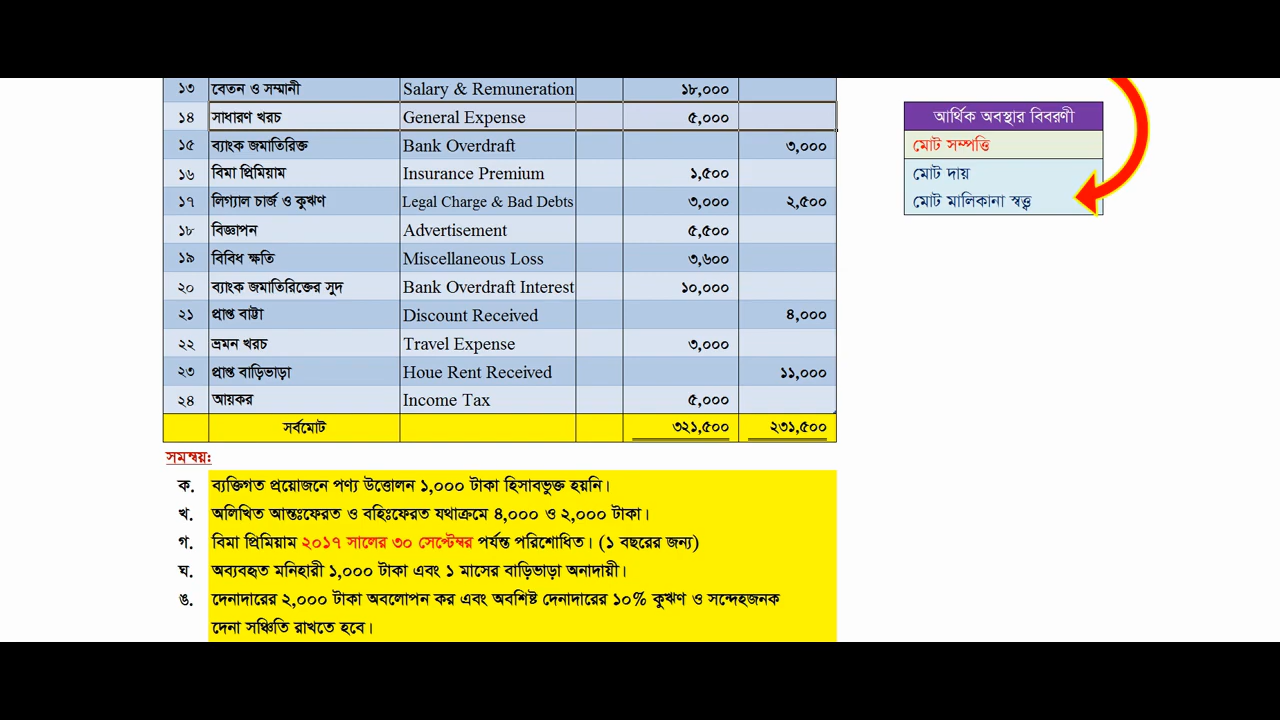 ১৩ বেতন ও সম্মানী Salary & Remuneration ১৮,০০০
১৪ সাধারণ খরচ General Expense ৫,০০০
১৫ ব্যাংক জমাতিরিক্ত Bank Overdraft ৩,০০০
১৬ বিমা প্রিমিয়াম Insurance Premium ১,৫০০
১৭ লিগ্যাল চার্জ ও কুঋণ Legal Charge & Bad Debts ৩,০০০ ২,৫০০
১৮ বিজ্ঞাপন Advertisement ৫,৫০০
১৯ বিবিধ ক্ষতি Miscellaneous Loss ৩,৬০০
২০ ব্যাংক জমাতিরিক্তের সুদ Bank Overdraft Interest ১০,০০০
২১ প্রাপ্ত বাট্টা Discount Received ৪,০০০
২২ ভ্রমন খরচ Travel Expense ৩,০০০
২৩ প্রাপ্ত বাড়িভাড়া Houe Rent Received ১১,০০০
২৪ আয়কর Income Tax ৫,০০০
সর্বমোট ৩২১,৫০০ ২৩১,৫০০
সমন্বয়:
ক. ব্যক্তিগত প্রয়োজনে পণ্য উত্তোলন ১,০০০ টাকা হিসাবভুক্ত হয়নি।
খ. অলিখিত আন্তঃফেরত ও বহিঃফেরত যথাক্রমে ৪,০০০ ও ২,০০০ টাকা।
গ. বিমা প্রিমিয়াম ২০১৭ সালের ৩০ সেপ্টেম্বর পর্যন্ত পরিশোধিত। (১ বছরের জন্য)
ঘ. অব্যবহৃত মনিহারী ১,০০০ টাকা এবং ১ মাসের বাড়িভাড়া অনাদায়ী।
ঙ. দেনাদারের ২,০০০ টাকা অবলোপন কর এবং অবশিষ্ট দেনাদারের ১০% কুঋণ ও সন্দেহজনক
দেনা সঞ্চিতি রাখতে হবে।
আর্থিক অবস্থার বিবরণী
মোট সম্পত্তি
মোট দায়
মোট মালিকানা স্বত্ত্ব